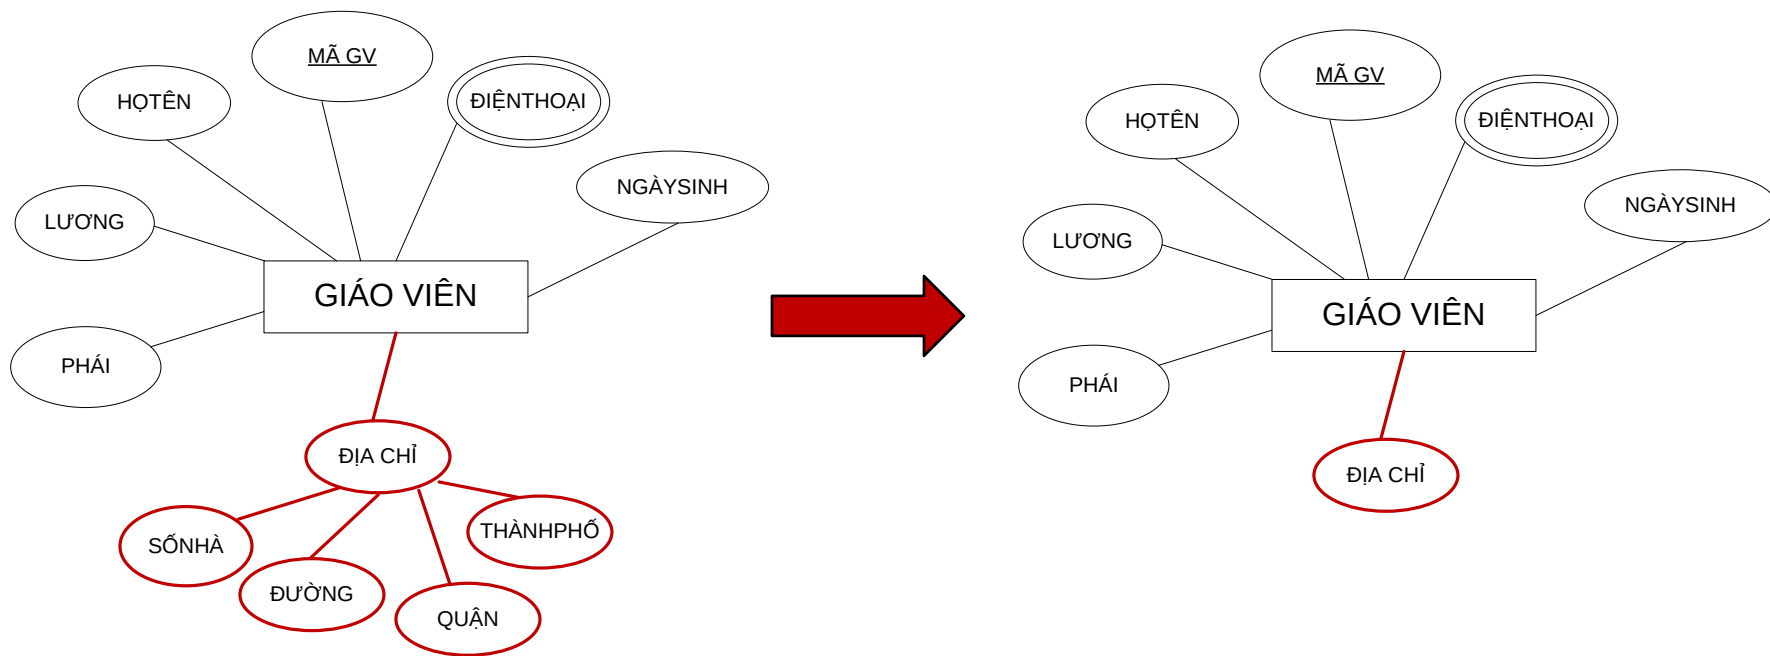 MÃ GV
HỌTÊN
ĐIỆNTHOẠI
NGÀYSINH
LƯƠNG
GIÁO VIÊN
PHÁI
ĐỊA CHỈ
SỐNHÀ
THÀNHPHỐ
ĐƯỜNG
QUẬN
MÃ GV
HỌTÊN
ĐIỆNTHOẠI
NGÀYSINH
LƯƠNG
GIÁO VIÊN
PHÁI
ĐỊA CHỈ